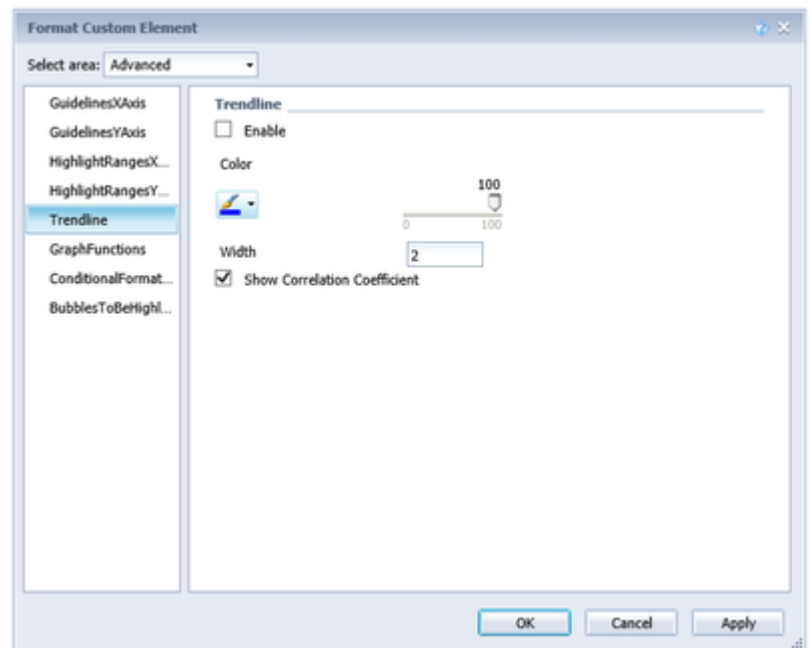 Format Custom Element
Select area: Advanced
GuidelinesXAxis
GuidelinesYAxis
HighlightRangesX...
HighlightRangesY...
Trendline
GraphFunctions
ConditionalFormat...
BubblesToBeHighl...
Trendline
Enable
Color
100
0 100
Width 2
Show Correlation Coefficient
OK Cancel Apply